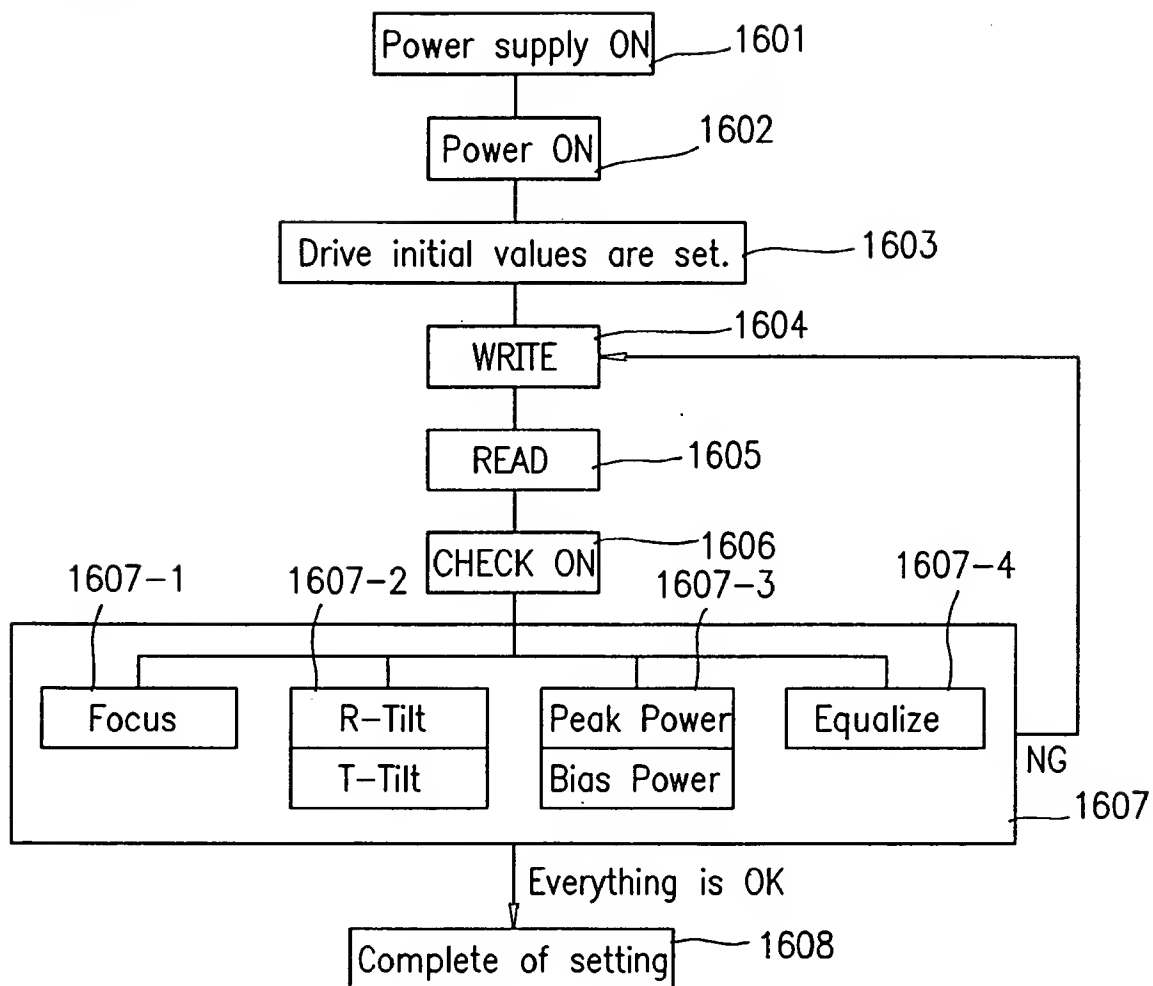 Power supply ON
1601
Power ON
1602
Drive initial values are set.
1603
WRITE
1604
READ
1605
CHECK ON
1606
1607-1
1607-2
1607-3
1607-4
Focus
R-Tilt
T-Tilt
Peak Power
Bias Power
Equalize
NG
1607
Everything is OK
Complete of setting
1608